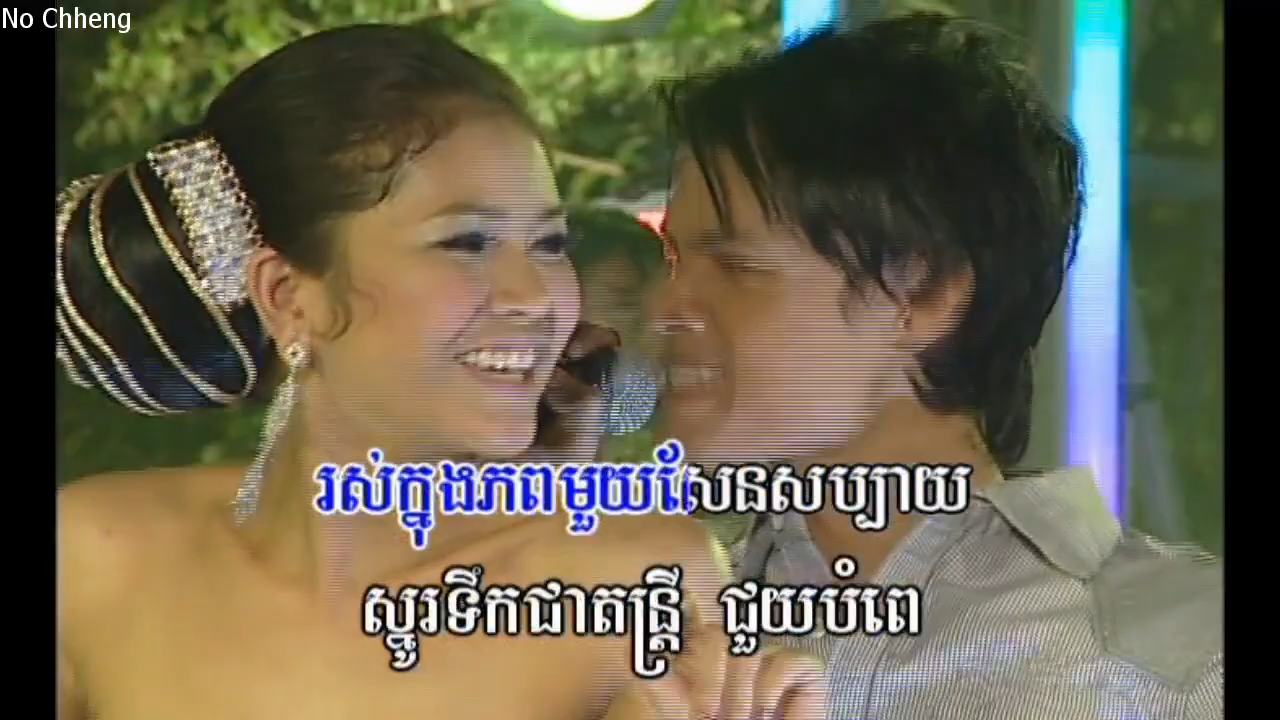 No Chheng
រស់ក្នុងភពមួយសែនសប្បាយ
ស្នូរទឹកជាតន្ត្រី ជួយបំពេ